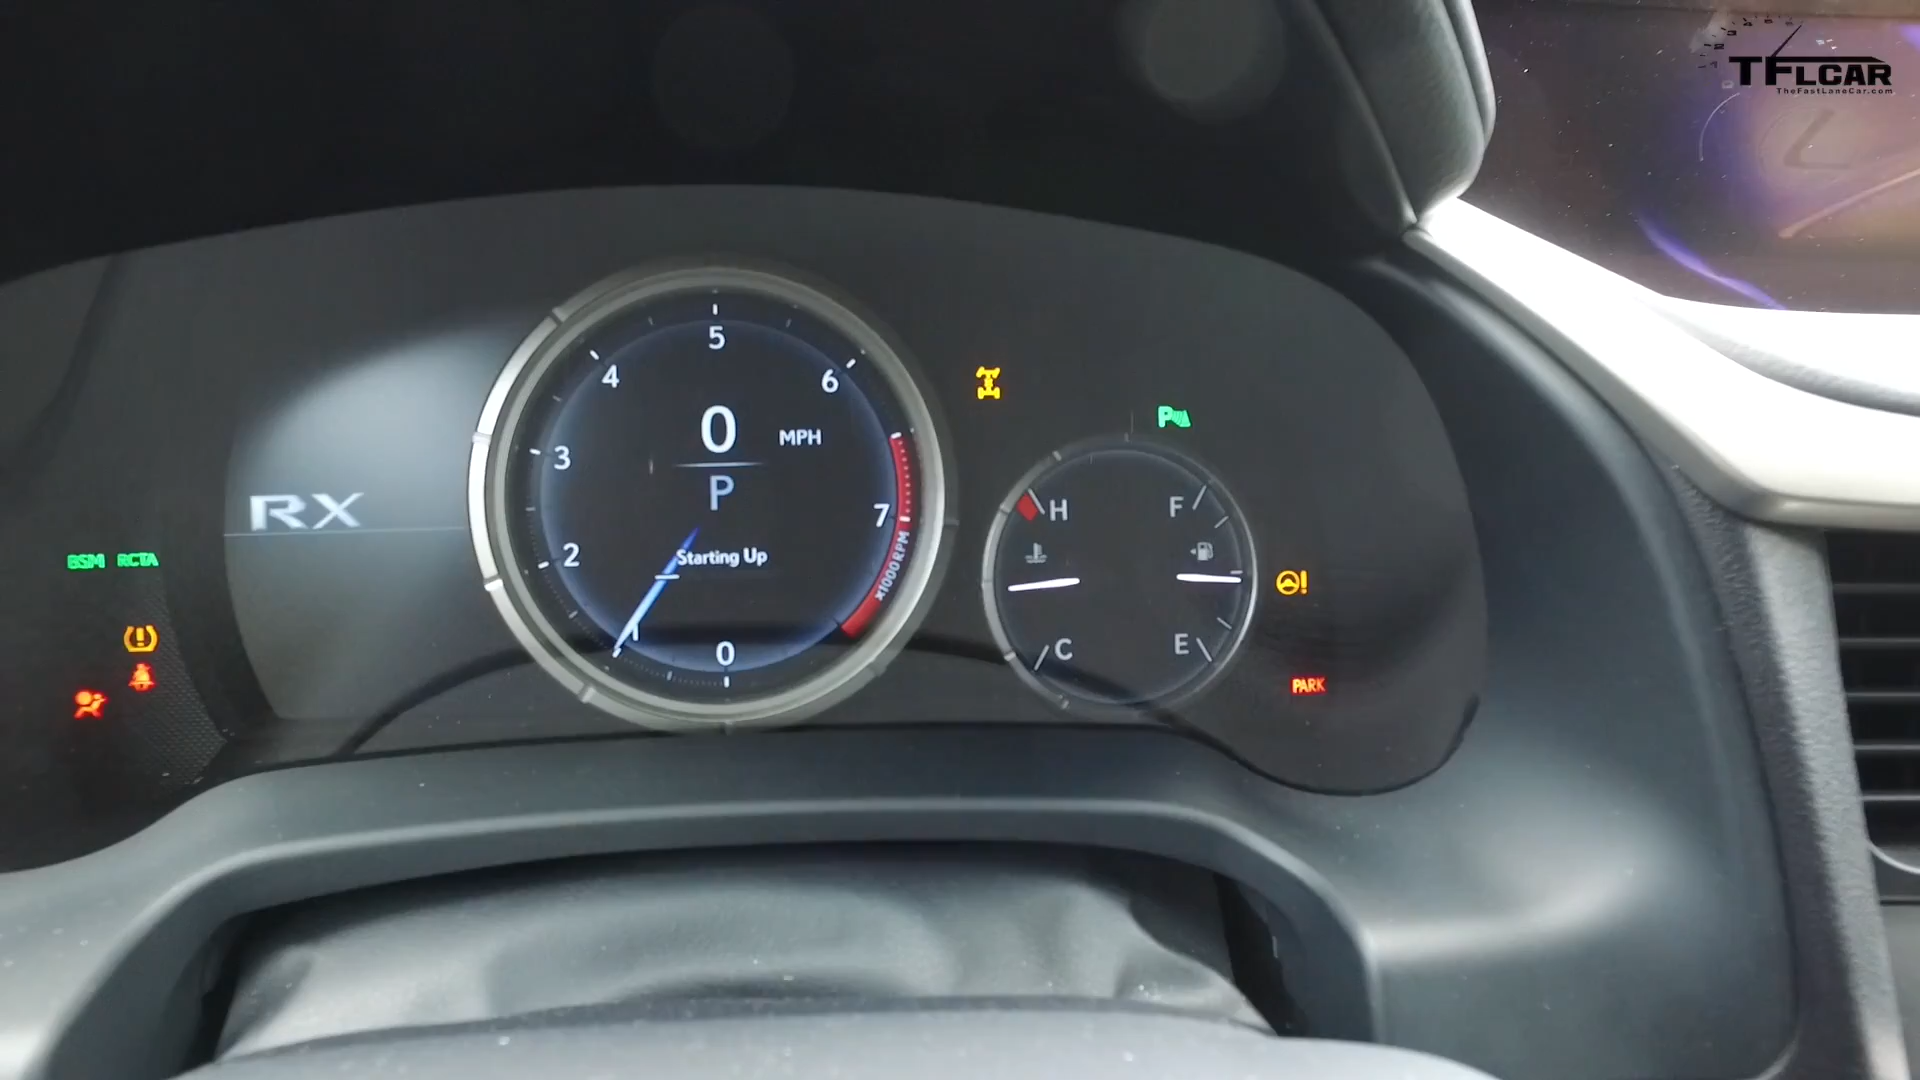 TFLCAR
TheFastLaneCar.com
5
4
6
0 MPH
3
P
7
2
Starting Up
x1000RPM
1
0
RX
BSM RCTA
P
H
F
C
E
PARK